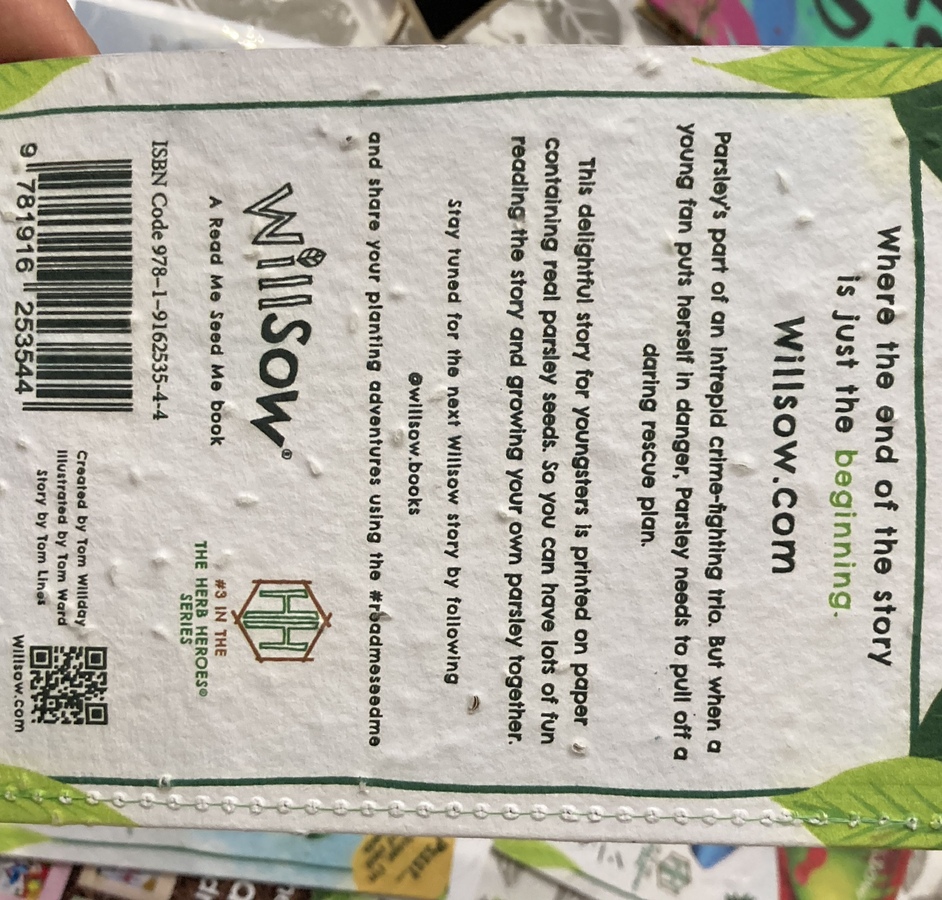 Where the end of the story
is just the beginning.
Willsow.com
Parsley's part of an intrepid crime-fighting trio. But when a
young fan puts herself in danger, Parsley needs to pull off a
daring rescue plan.
This delightful story for youngsters is printed on paper
containing real parsley seeds. So you can have lots of fun
reading the story and growing your own parsley together.
Stay tuned for the next Willsow story by following
@willsow.books
and share your planting adventures using the #readmeseedme
Willsow®
A Read Me Seed Me book
HH
#3 IN THE
THE HERB HEROES®
SERIES
ISBN Code 978-1-9162535-4-4
9 781916 253544
Created by Tom Willday
Illustrated by Tom Ward
Story by Tom Lines
Willsow.com